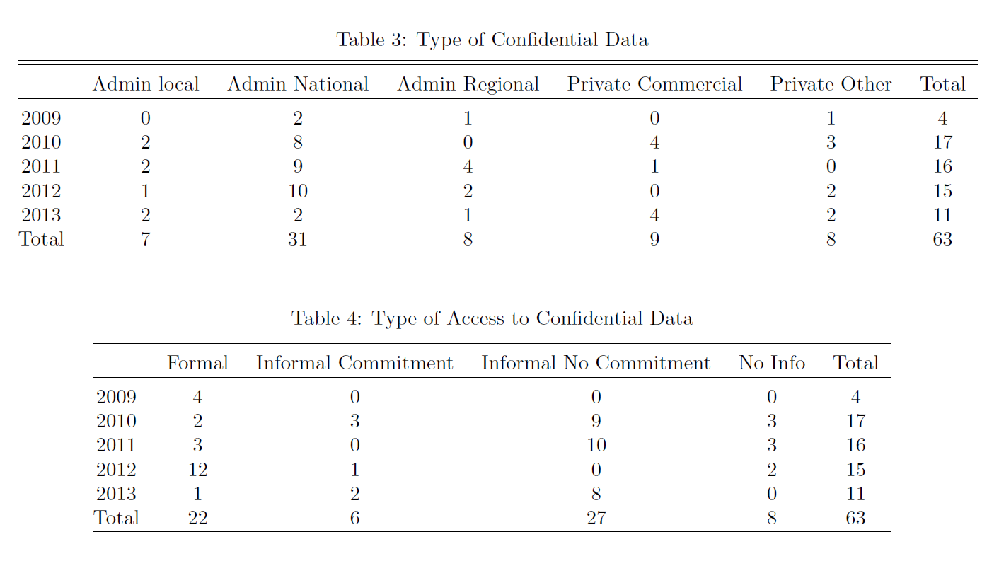 Table 3: Type of Confidential Data
Admin local Admin National Admin Regional Private Commercial Private Other Total
2009 0 2 1 0 1 4
2010 2 8 0 4 3 17
2011 2 9 4 1 0 16
2012 1 10 2 0 2 15
2013 2 2 1 4 2 11
Total 7 31 8 9 8 63
Table 4: Type of Access to Confidential Data
Formal Informal Commitment Informal No Commitment No Info Total
2009 4 0 0 0 4
2010 2 3 9 3 17
2011 3 0 10 3 16
2012 12 1 0 2 15
2013 1 2 8 0 11
Total 22 6 27 8 63